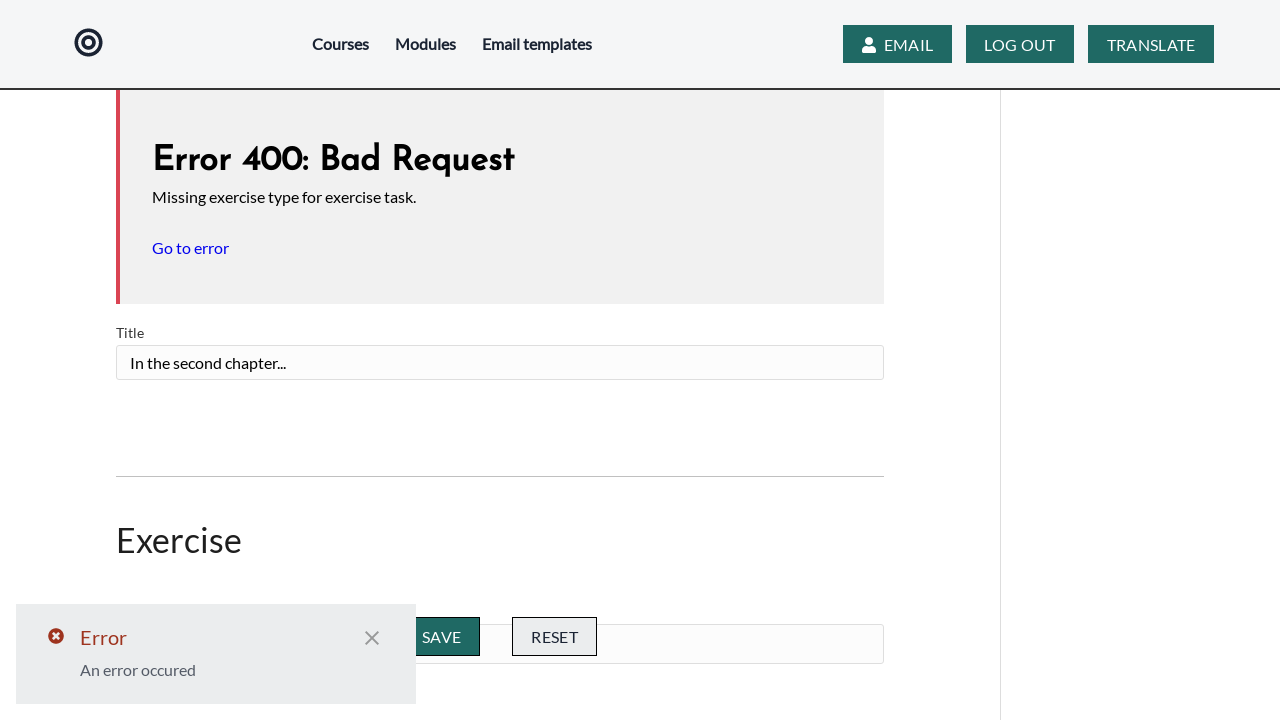 Courses Modules Email templates EMAIL LOG OUT TRANSLATE
Error 400: Bad Request
Missing exercise type for exercise task.
Go to error
Title
In the second chapter...
Exercise
SAVE RESET
Error
An error occured